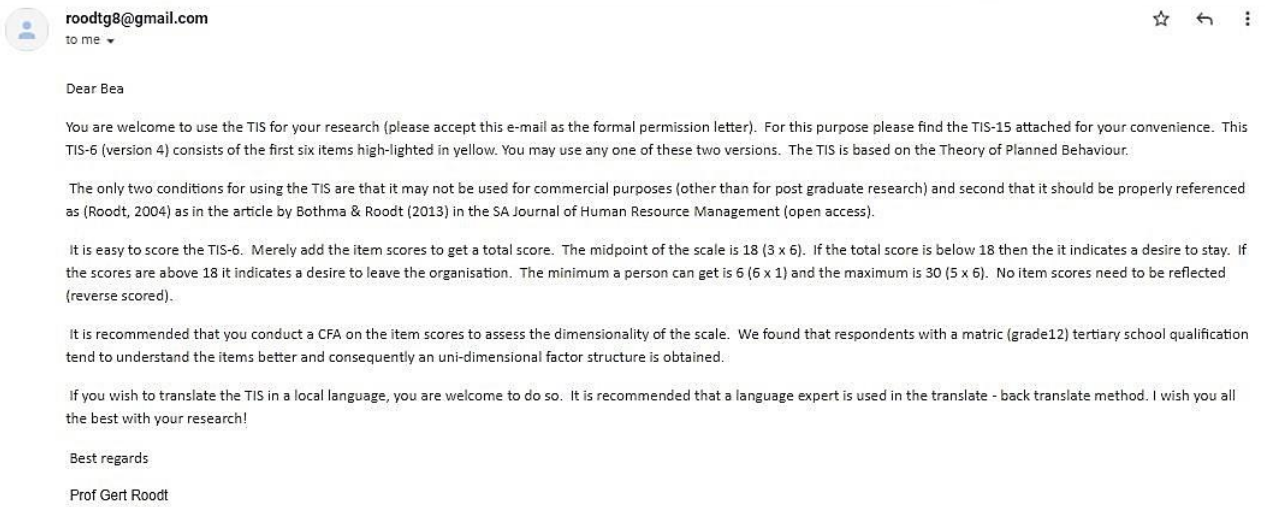 roodtg8@gmail.com
to me
Dear Bea
You are welcome to use the TIS for your research (please accept this e-mail as the formal permission letter).  For this purpose please find the TIS-15 attached for your convenience.  This
TIS-6 (version 4) consists of the first six items high-lighted in yellow. You may use any one of these two versions.  The TIS is based on the Theory of Planned Behaviour.
The only two conditions for using the TIS are that it may not be used for commercial purposes (other than for post graduate research) and second that it should be properly referenced
as (Roodt, 2004) as in the article by Bothma & Roodt (2013) in the SA Journal of Human Resource Management (open access).
It is easy to score the TIS-6.  Merely add the item scores to get a total score.  The midpoint of the scale is 18 (3 x 6).  If the total score is below 18 then the it indicates a desire to stay.  If
the scores are above 18 it indicates a desire to leave the organisation.  The minimum a person can get is 6 (6 x 1) and the maximum is 30 (5 x 6).  No item scores need to be reflected
(reverse scored).
It is recommended that you conduct a CFA on the item scores to assess the dimensionality of the scale.  We found that respondents with a matric (grade12) tertiary school qualification
tend to understand the items better and consequently an uni-dimensional factor structure is obtained.
If you wish to translate the TIS in a local language, you are welcome to do so.  It is recommended that a language expert is used in the translate - back translate method. I wish you all
the best with your research!
Best regards
Prof Gert Roodt